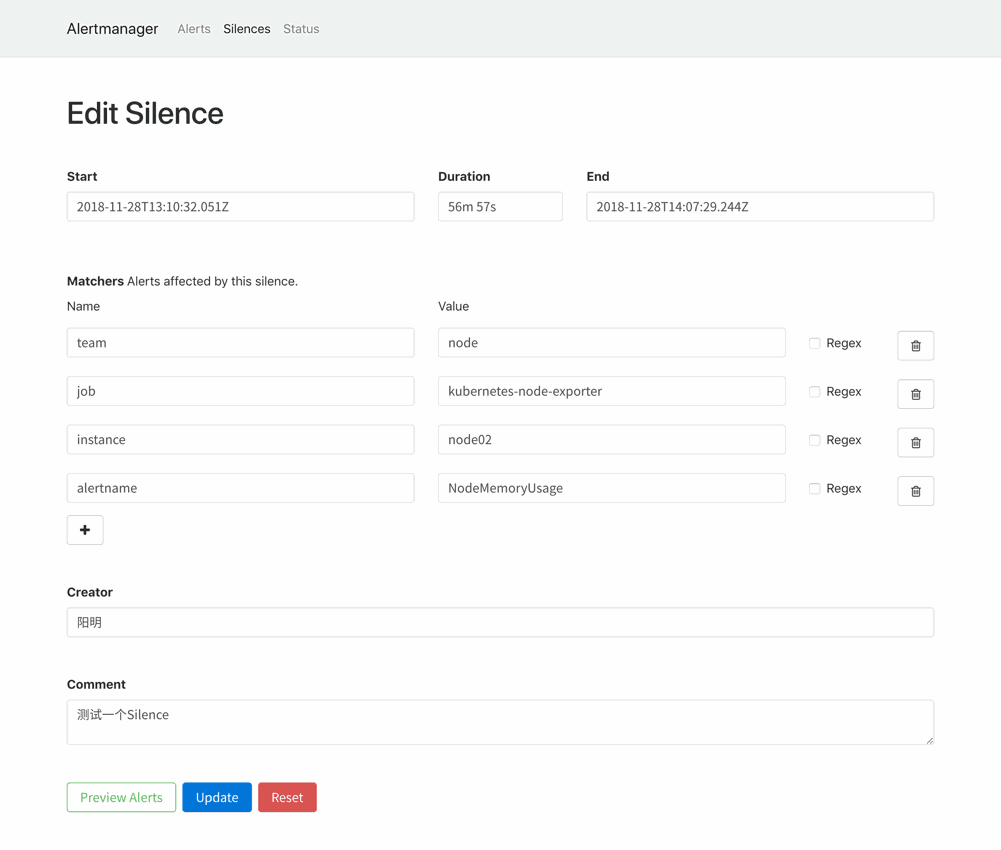 Alertmanager Alerts Silences Status
Edit Silence
Start Duration End
2018-11-28T13:10:32.051Z 56m 57s 2018-11-28T14:07:29.244Z
Matchers Alerts affected by this silence.
Name Value
team node Regex
job kubernetes-node-exporter Regex
instance node02 Regex
alertname NodeMemoryUsage Regex
Creator
阳明
Comment
测试一个Silence
Preview Alerts Update Reset